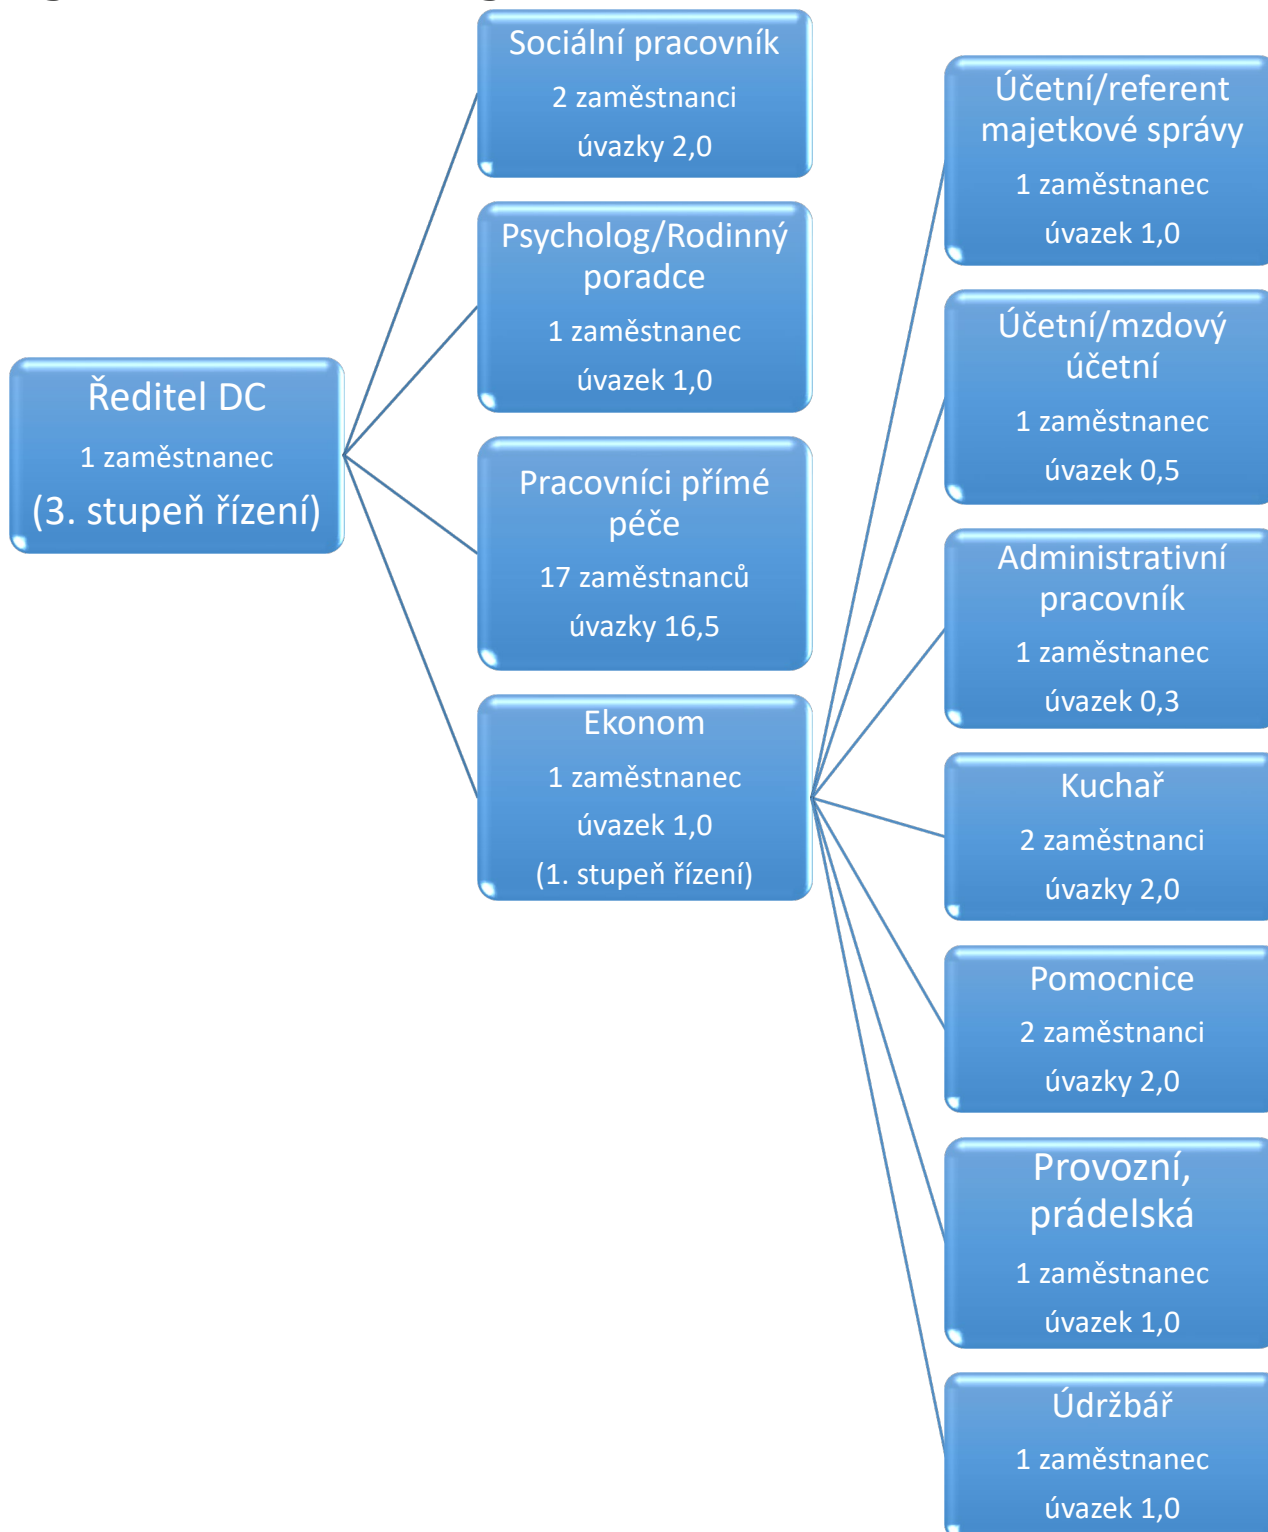 Ředitel DC
1 zaměstnanec
(3. stupeň řízení)
Sociální pracovník
2 zaměstnanci
úvazky 2,0
Psycholog/Rodinný
poradce
1 zaměstnanec
úvazek 1,0
Pracovníci přímé
péče
17 zaměstnanců
úvazky 16,5
Ekonom
1 zaměstnanec
úvazek 1,0
(1. stupeň řízení)
Účetní/referent
majetkové správy
1 zaměstnanec
úvazek 1,0
Účetní/mzdový
účetní
1 zaměstnanec
úvazek 0,5
Administrativní
pracovník
1 zaměstnanec
úvazek 0,3
Kuchař
2 zaměstnanci
úvazky 2,0
Pomocnice
2 zaměstnanci
úvazky 2,0
Provozní,
prádelská
1 zaměstnanec
úvazek 1,0
Údržbář
1 zaměstnanec
úvazek 1,0